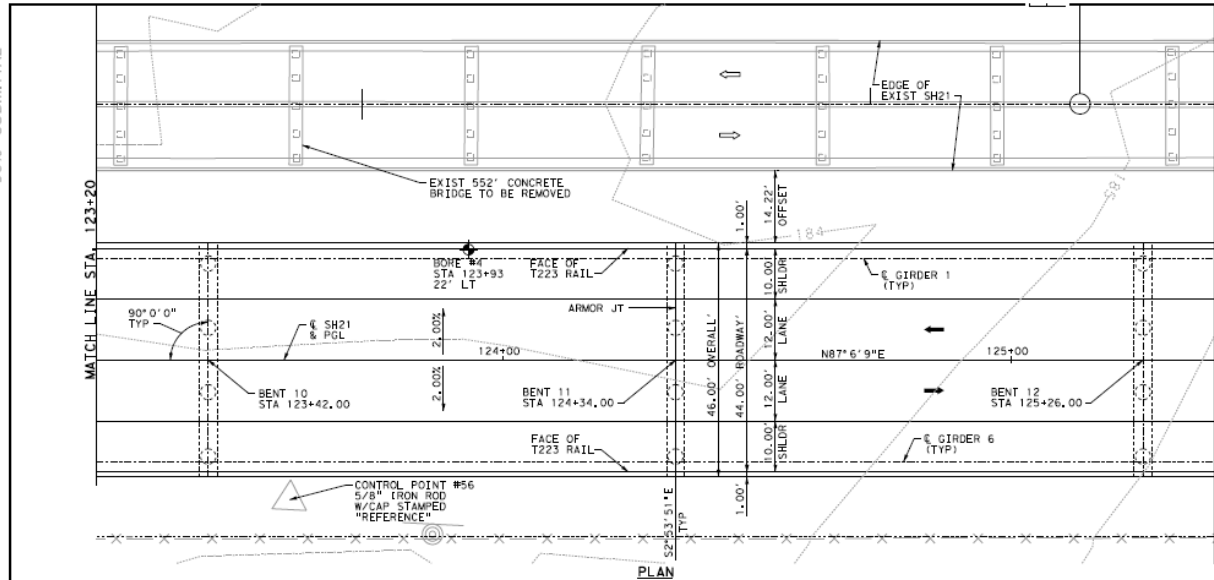 EDGE OF
EXIST SH21
EXIST 552' CONCRETE
BRIDGE TO BE REMOVED
MATCH LINE STA 123+20
14.22'
OFFSET
1.00'
184
185
BORE #4
STA 123+93
22' LT
FACE OF
T223 RAIL
℄ GIRDER 1
(TYP)
10.00'
SHLDR
ARMOR JT
90°0'0"
TYP
℄ SH21
& PGL
2.00%
2.00%
124+00
12.00'
LANE
N87°6'9"E
125+00
46.00' OVERALL'
44.00' ROADWAY'
BENT 10
STA 123+42.00
BENT 11
STA 124+34.00
12.00'
LANE
BENT 12
STA 125+26.00
FACE OF
T223 RAIL
10.00'
SHLDR
℄ GIRDER 6
(TYP)
CONTROL POINT #56
5/8" IRON ROD
W/CAP STAMPED
"REFERENCE"
1.00'
S2°53'51"E
TYP
PLAN